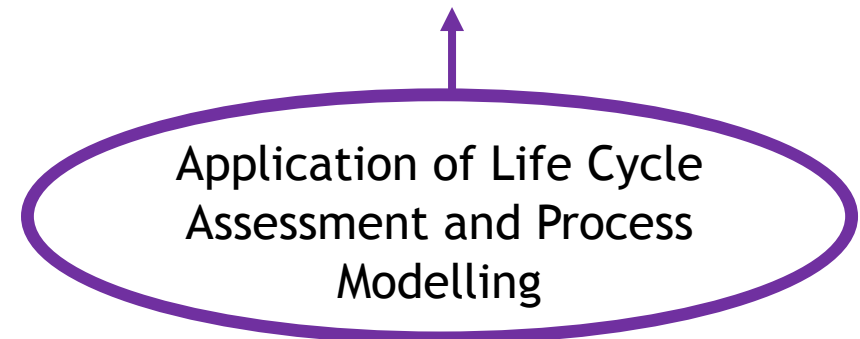 Application of Life Cycle
Assessment and Process
Modelling